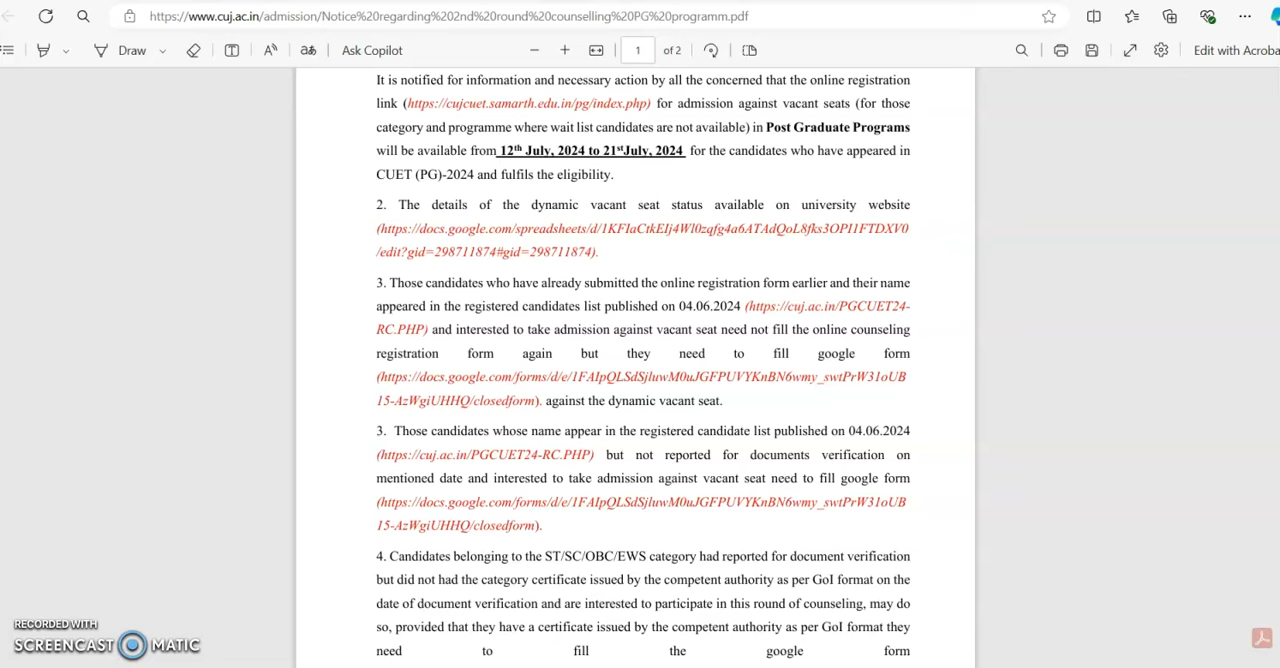 https://www.cuj.ac.in/admission/Notice%20regarding%202nd%20round%20counselling%20PG%20programm.pdf
Draw
aあ
Ask Copilot
1
of 2
Edit with Acroba
It is notified for information and necessary action by all the concerned that the online registration
link (https://cujcuet.samarth.edu.in/pg/index.php) for admission against vacant seats (for those
category and programme where wait list candidates are not available) in Post Graduate Programs
will be available from 12th July, 2024 to 21stJuly, 2024 for the candidates who have appeared in
CUET (PG)-2024 and fulfils the eligibility.
2. The details of the dynamic vacant seat status available on university website
(https://docs.google.com/spreadsheets/d/1KFIaCtkEIj4Wl0zqfg4a6ATAdQoL8fks3OPI1FTDXV0
/edit?gid=298711874#gid=298711874).
3. Those candidates who have already submitted the online registration form earlier and their name
appeared in the registered candidates list published on 04.06.2024 (https://cuj.ac.in/PGCUET24-
RC.PHP) and interested to take admission against vacant seat need not fill the online counseling
registration form again but they need to fill google form
(https://docs.google.com/forms/d/e/1FAIpQLSdSjluwM0uJGFPUVYKnBN6wmy_swtPrW31oUB
15-AzWgiUHHQ/closedform). against the dynamic vacant seat.
3. Those candidates whose name appear in the registered candidate list published on 04.06.2024
(https://cuj.ac.in/PGCUET24-RC.PHP) but not reported for documents verification on
mentioned date and interested to take admission against vacant seat need to fill google form
(https://docs.google.com/forms/d/e/1FAIpQLSdSjluwM0uJGFPUVYKnBN6wmy_swtPrW31oUB
15-AzWgiUHHQ/closedform).
4. Candidates belonging to the ST/SC/OBC/EWS category had reported for document verification
but did not had the category certificate issued by the competent authority as per GoI format on the
date of document verification and are interested to participate in this round of counseling, may do
so, provided that they have a certificate issued by the competent authority as per GoI format they
need to fill the google form
RECORDED WITH
SCREENCAST MATIC